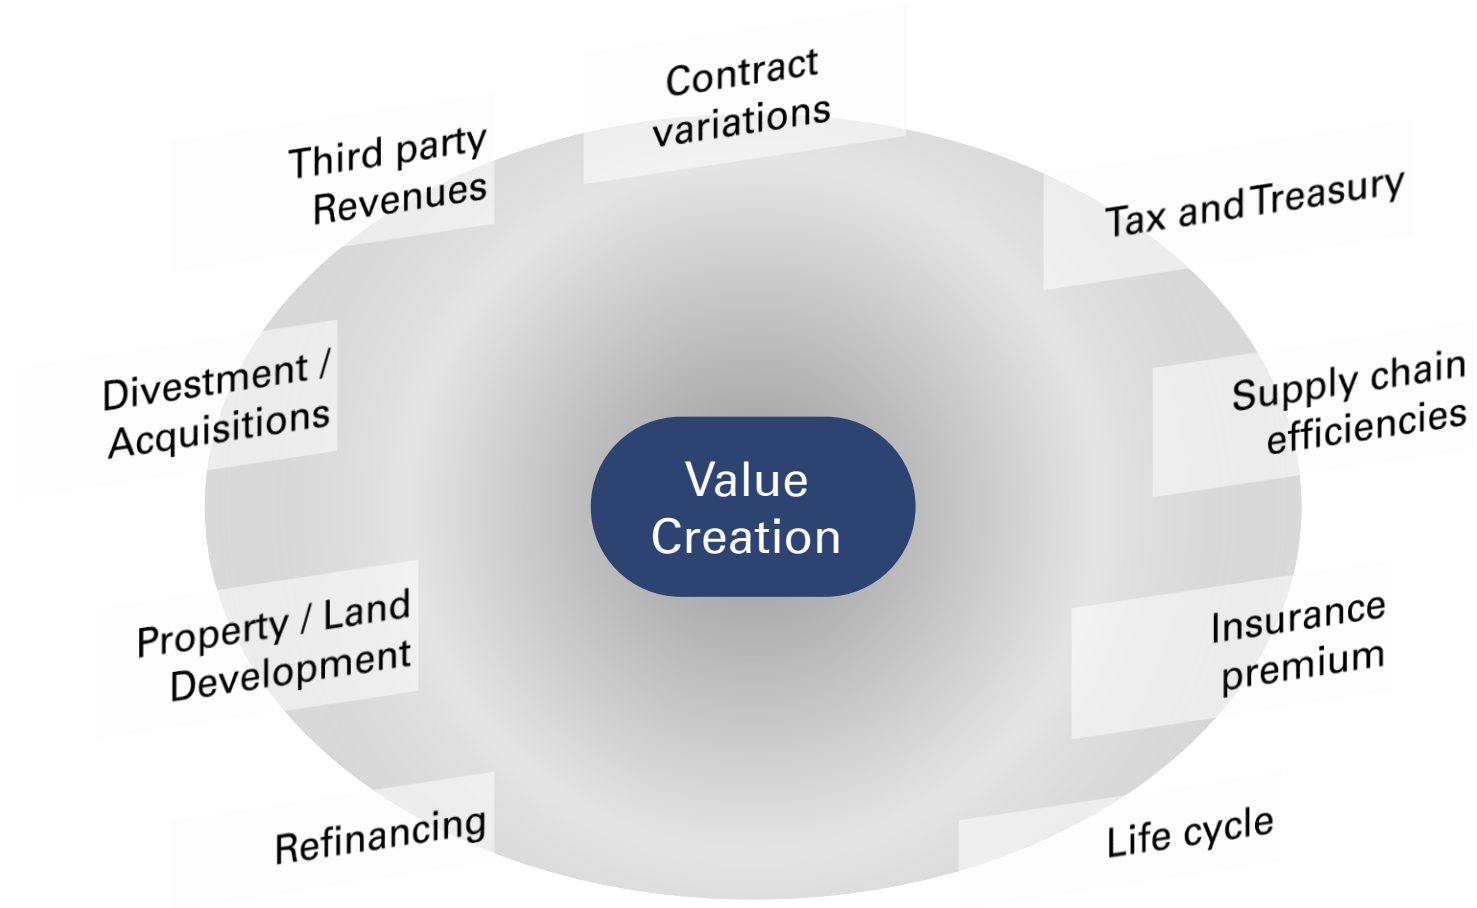 Contract
variations
Third party
Revenues
Tax and Treasury
Divestment /
Acquisitions
Supply chain
efficiencies
Value
Creation
Property / Land
Development
Insurance
premium
Refinancing
Life cycle